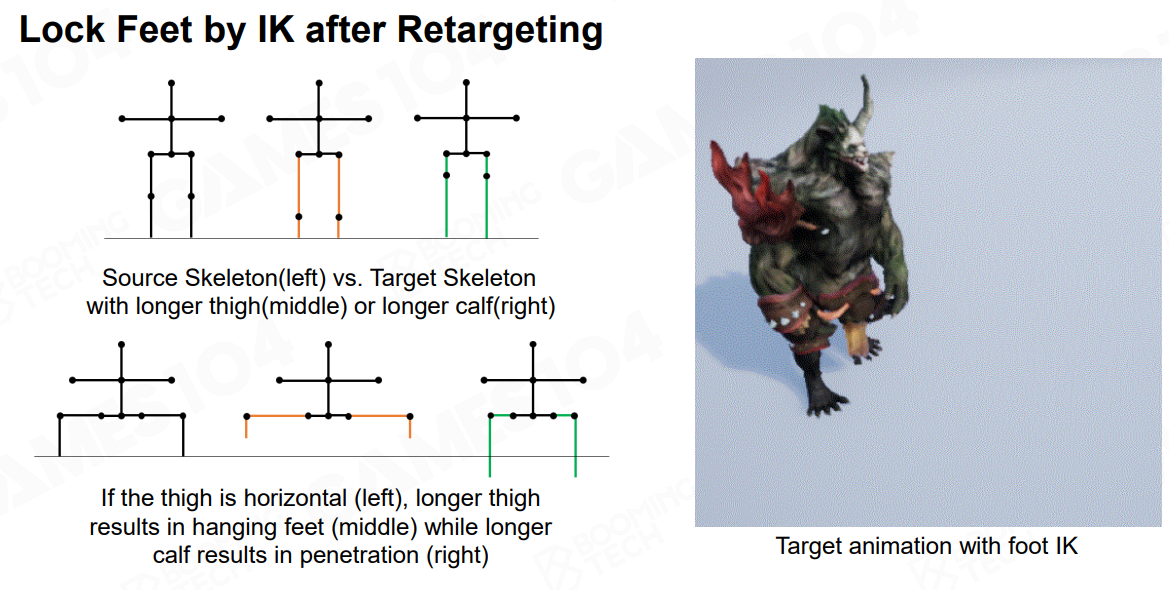 Lock Feet by IK after Retargeting
Source Skeleton(left) vs. Target Skeleton
with longer thigh(middle) or longer calf(right)
If the thigh is horizontal (left), longer thigh
results in hanging feet (middle) while longer
calf results in penetration (right)
Target animation with foot IK
GAMES104
BOOMING
TECH